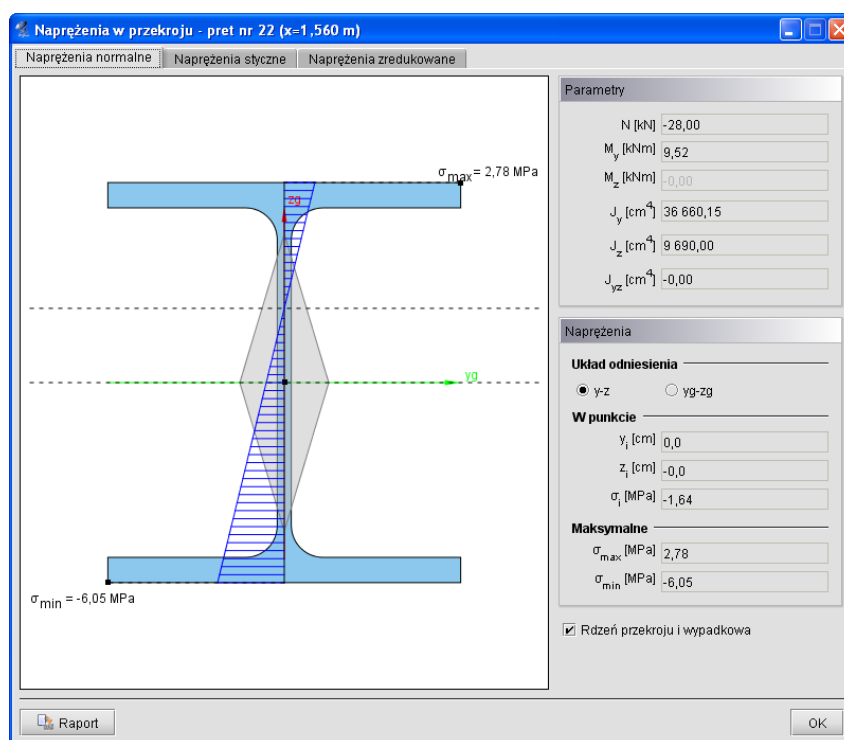 Naprężenia w przekroju - pret nr 22 (x=1,560 m)
Naprężenia normalne Naprężenia styczne Naprężenia zredukowane
σmax= 2,78 MPa
zg
yg
σmin = -6,05 MPa
Parametry
N [kN] -28,00
My [kNm] 9,52
Mz [kNm] -0,00
Jy [cm4] 36 660,15
Jz [cm4] 9 690,00
Jyz [cm4] -0,00
Naprężenia
Układ odniesienia
y-z yg-zg
W punkcie
yi [cm] 0,0
zi [cm] -0,0
σi [MPa] -1,64
Maksymalne
σmax [MPa] 2,78
σmin [MPa] -6,05
Rdzeń przekroju i wypadkowa
Raport OK